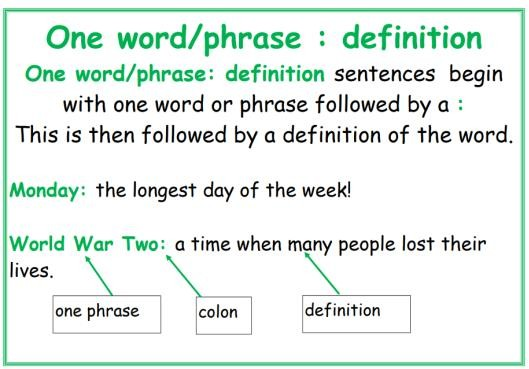 One word/phrase : definition
One word/phrase: definition sentences begin
with one word or phrase followed by a :
This is then followed by a definition of the word.
Monday: the longest day of the week!
World War Two: a time when many people lost their
lives.
one phrase
colon
definition